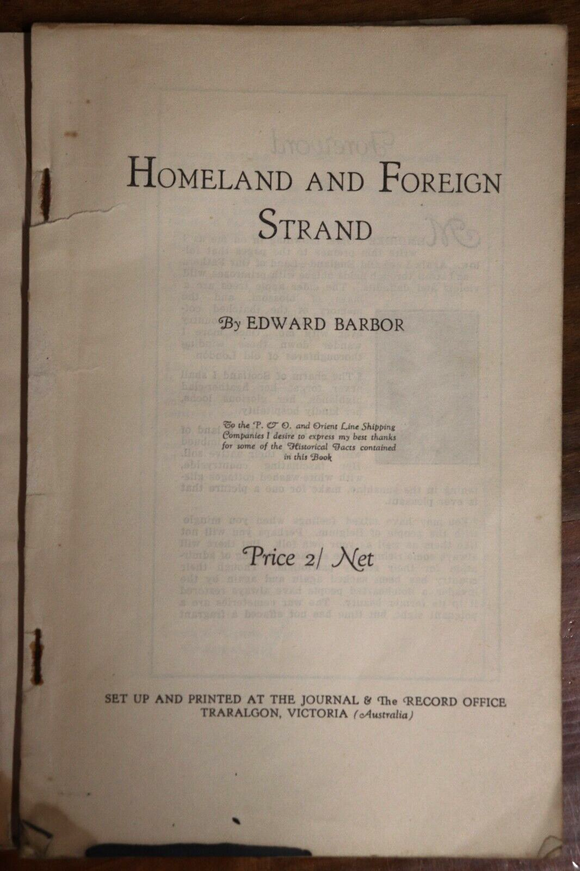 HOMELAND AND FOREIGN
STRAND
By EDWARD BARBOR
To the P. & O. and Orient Line Shipping
Companies I desire to express my best thanks
for some of the Historical Facts contained
in this Book
Price 2/ Net
SET UP AND PRINTED AT THE JOURNAL & The RECORD OFFICE
TRARALGON, VICTORIA (Australia)